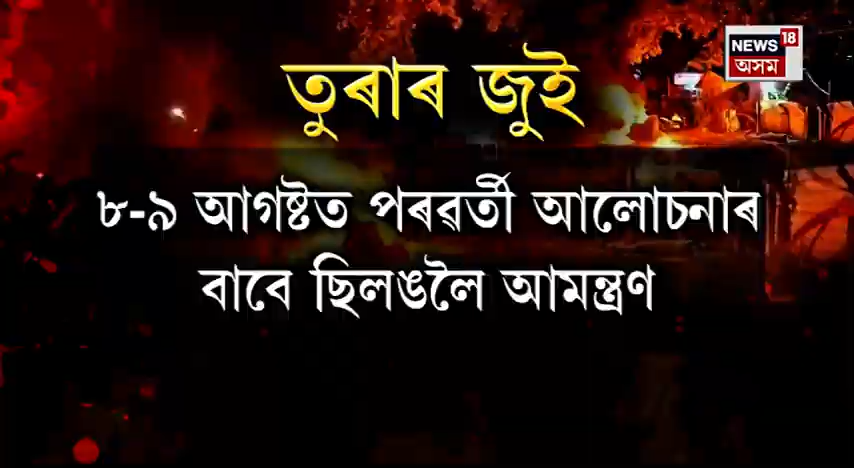 তুৰাৰ জুই
NEWS 18
অসম
৮-৯ আগষ্টত পৰৱৰ্তী আলোচনাৰ
বাবে ছিলঙলৈ আমন্ত্ৰণ